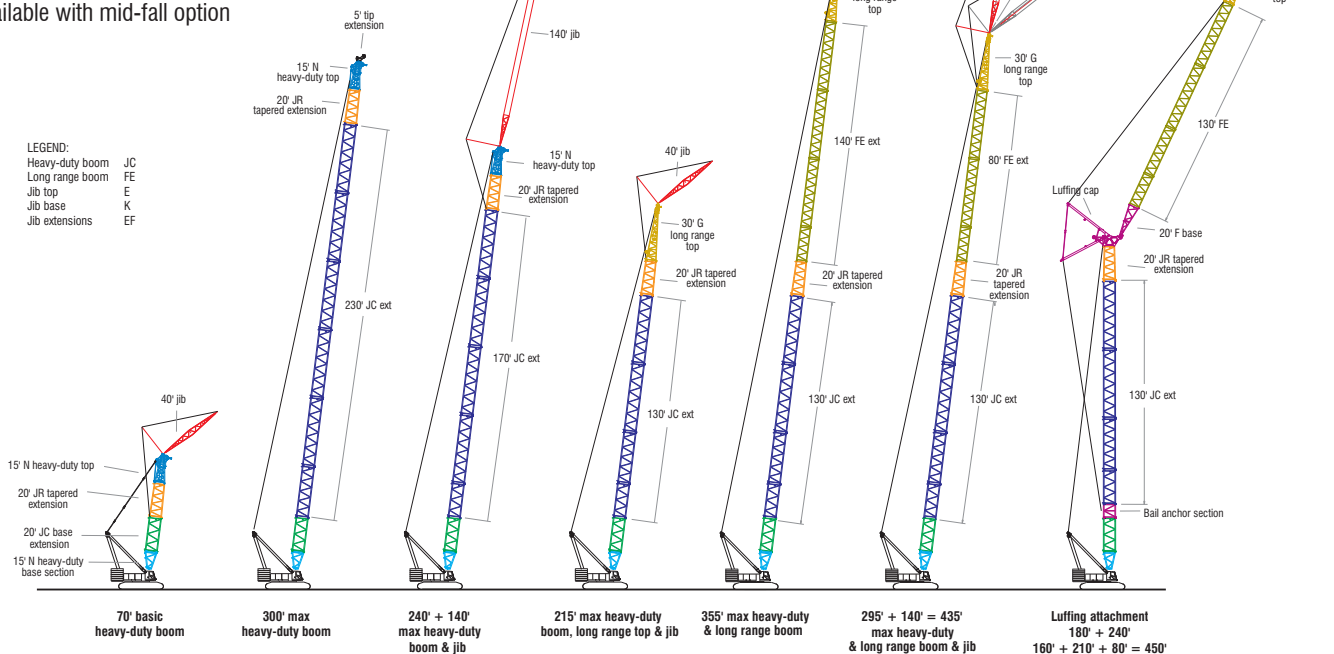 ailable with mid-fall option
LEGEND:
Heavy-duty boom JC
Long range boom FE
Jib top E
Jib base K
Jib extensions EF
40' jib
15' N heavy-duty top
20' JR tapered
extension
20' JC base
extension
15' N heavy-duty
base section
70' basic
heavy-duty boom
5' tip
extension
15' N
heavy-duty top
20' JR
tapered extension
230' JC ext
300' max
heavy-duty boom
140' jib
15' N
heavy-duty top
20' JR tapered
extension
170' JC ext
240' + 140'
max heavy-duty
boom & jib
40' jib
30' G
long range
top
20' JR tapered
extension
130' JC ext
215' max heavy-duty
boom, long range top & jib
long range
top
140' FE ext
20' JR tapered
extension
130' JC ext
355' max heavy-duty
& long range boom
30' G
long range
top
80' FE ext
20' JR
tapered
extension
130' JC ext
295' + 140' = 435'
max heavy-duty
& long range boom & jib
top
130' FE
Luffing cap
20' F base
20' JR tapered
extension
130' JC ext
Bail anchor section
Luffing attachment
180' + 240'
160' + 210' + 80' = 450'